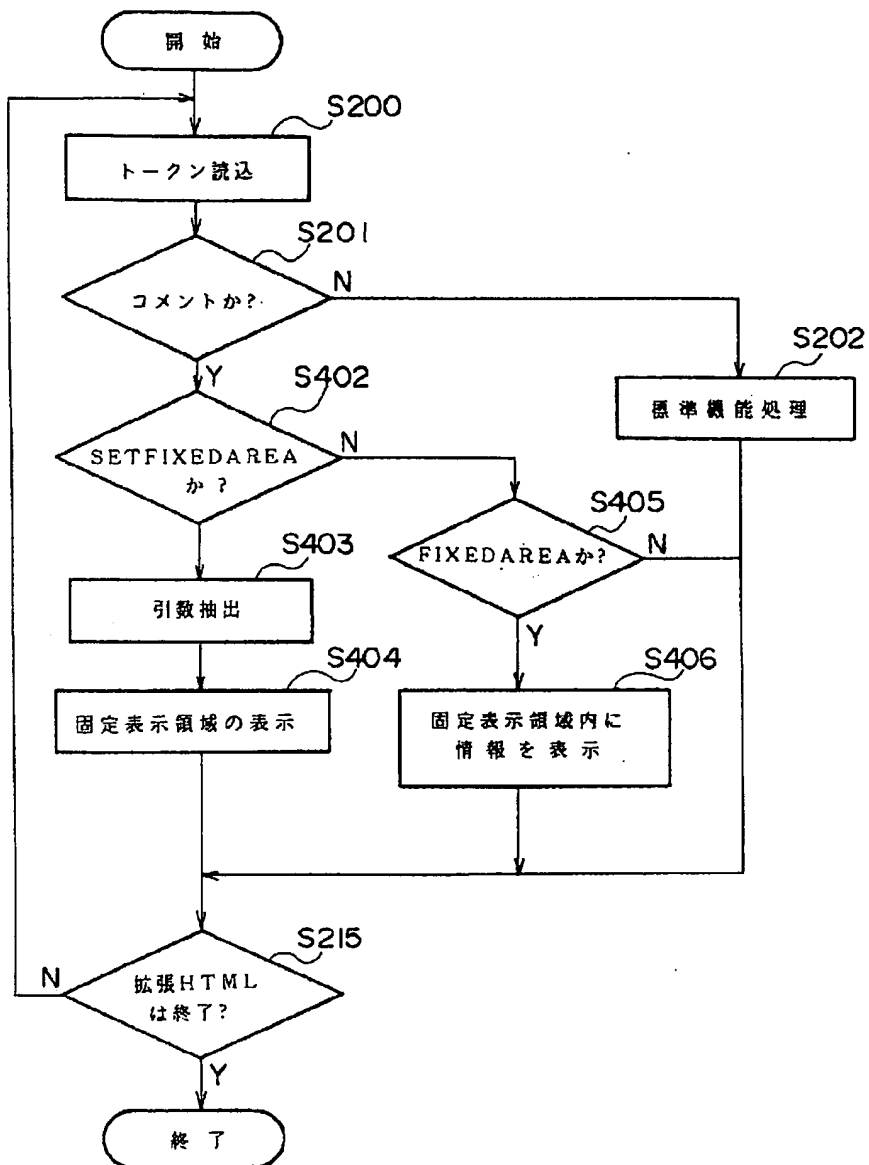 開始
S200
トークン読込
S201
コメントか?
N
Y
S202
標準機能処理
S402
SETFIXEDAREA
か?
N
S405
FIXEDAREAか?
N
Y
S403
引数抽出
S404
固定表示領域の表示
S406
固定表示領域内に
情報を表示
S215
拡張HTML
は終了?
N
Y
終了